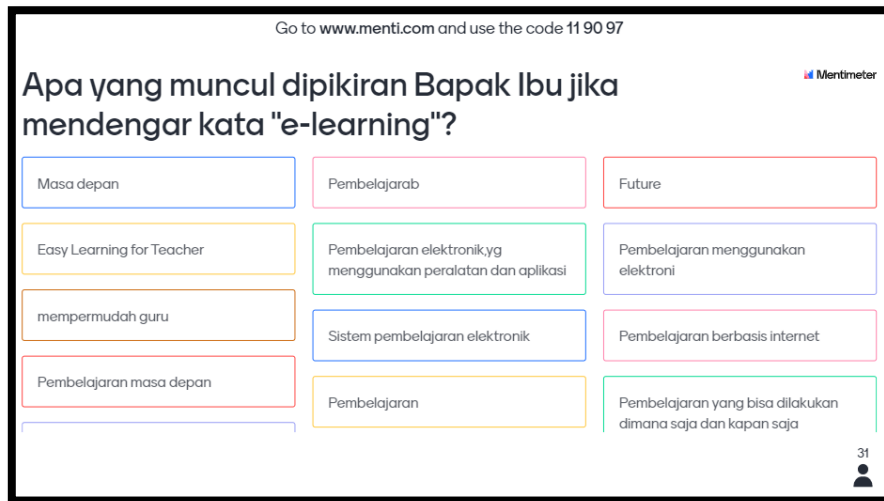 Go to www.menti.com and use the code 11 90 97
Mentimeter
Apa yang muncul dipikiran Bapak Ibu jika
mendengar kata "e-learning"?
Masa depan
Easy Learning for Teacher
mempermudah guru
Pembelajaran masa depan
Pembelajarab
Pembelajaran elektronik,yg
menggunakan peralatan dan aplikasi
Sistem pembelajaran elektronik
Pembelajaran
Future
Pembelajaran menggunakan
elektroni
Pembelajaran berbasis internet
Pembelajaran yang bisa dilakukan
dimana saja dan kapan saja
31